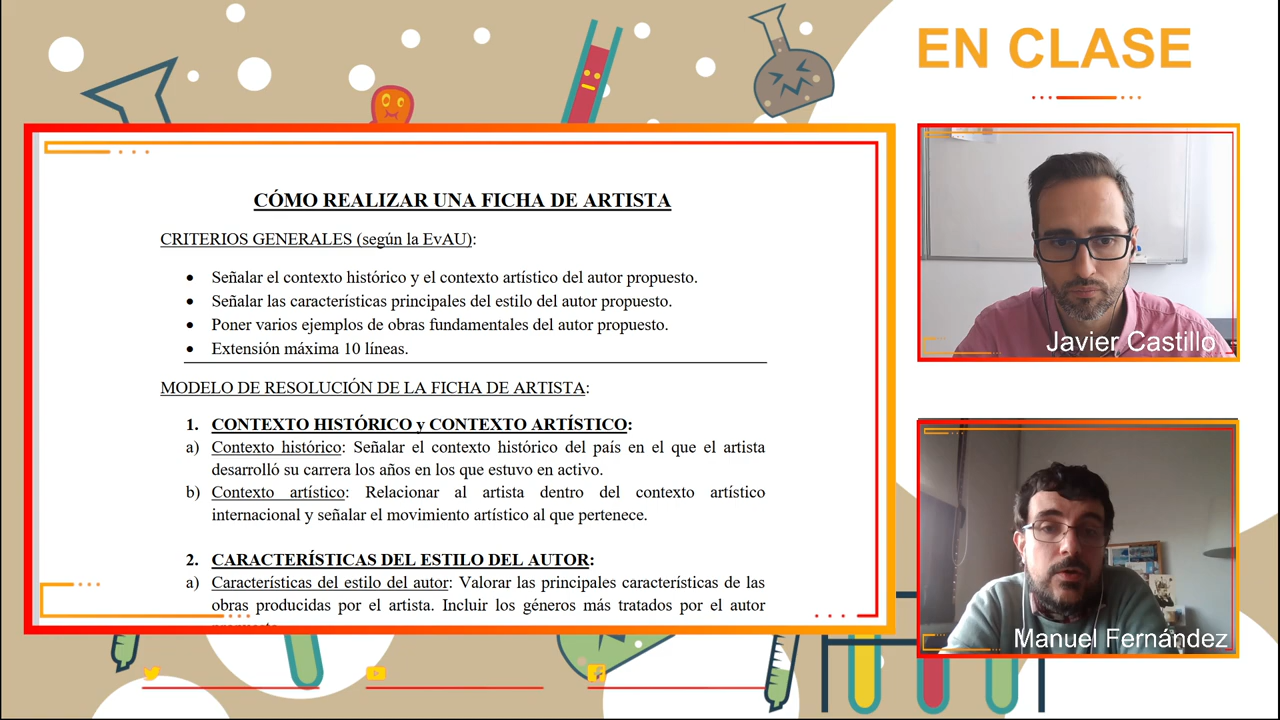 EN CLASE
CÓMO REALIZAR UNA FICHA DE ARTISTA
CRITERIOS GENERALES (según la EvAU):
• Señalar el contexto histórico y el contexto artístico del autor propuesto.
• Señalar las características principales del estilo del autor propuesto.
• Poner varios ejemplos de obras fundamentales del autor propuesto.
• Extensión máxima 10 líneas.
MODELO DE RESOLUCIÓN DE LA FICHA DE ARTISTA:
1. CONTEXTO HISTÓRICO y CONTEXTO ARTÍSTICO:
a) Contexto histórico: Señalar el contexto histórico del país en el que el artista
desarrolló su carrera los años en los que estuvo en activo.
b) Contexto artístico: Relacionar al artista dentro del contexto artístico
internacional y señalar el movimiento artístico al que pertenece.
2. CARACTERÍSTICAS DEL ESTILO DEL AUTOR:
a) Características del estilo del autor: Valorar las principales características de las
obras producidas por el artista. Incluir los géneros más tratados por el autor
Javier Castillo
Manuel Fernández